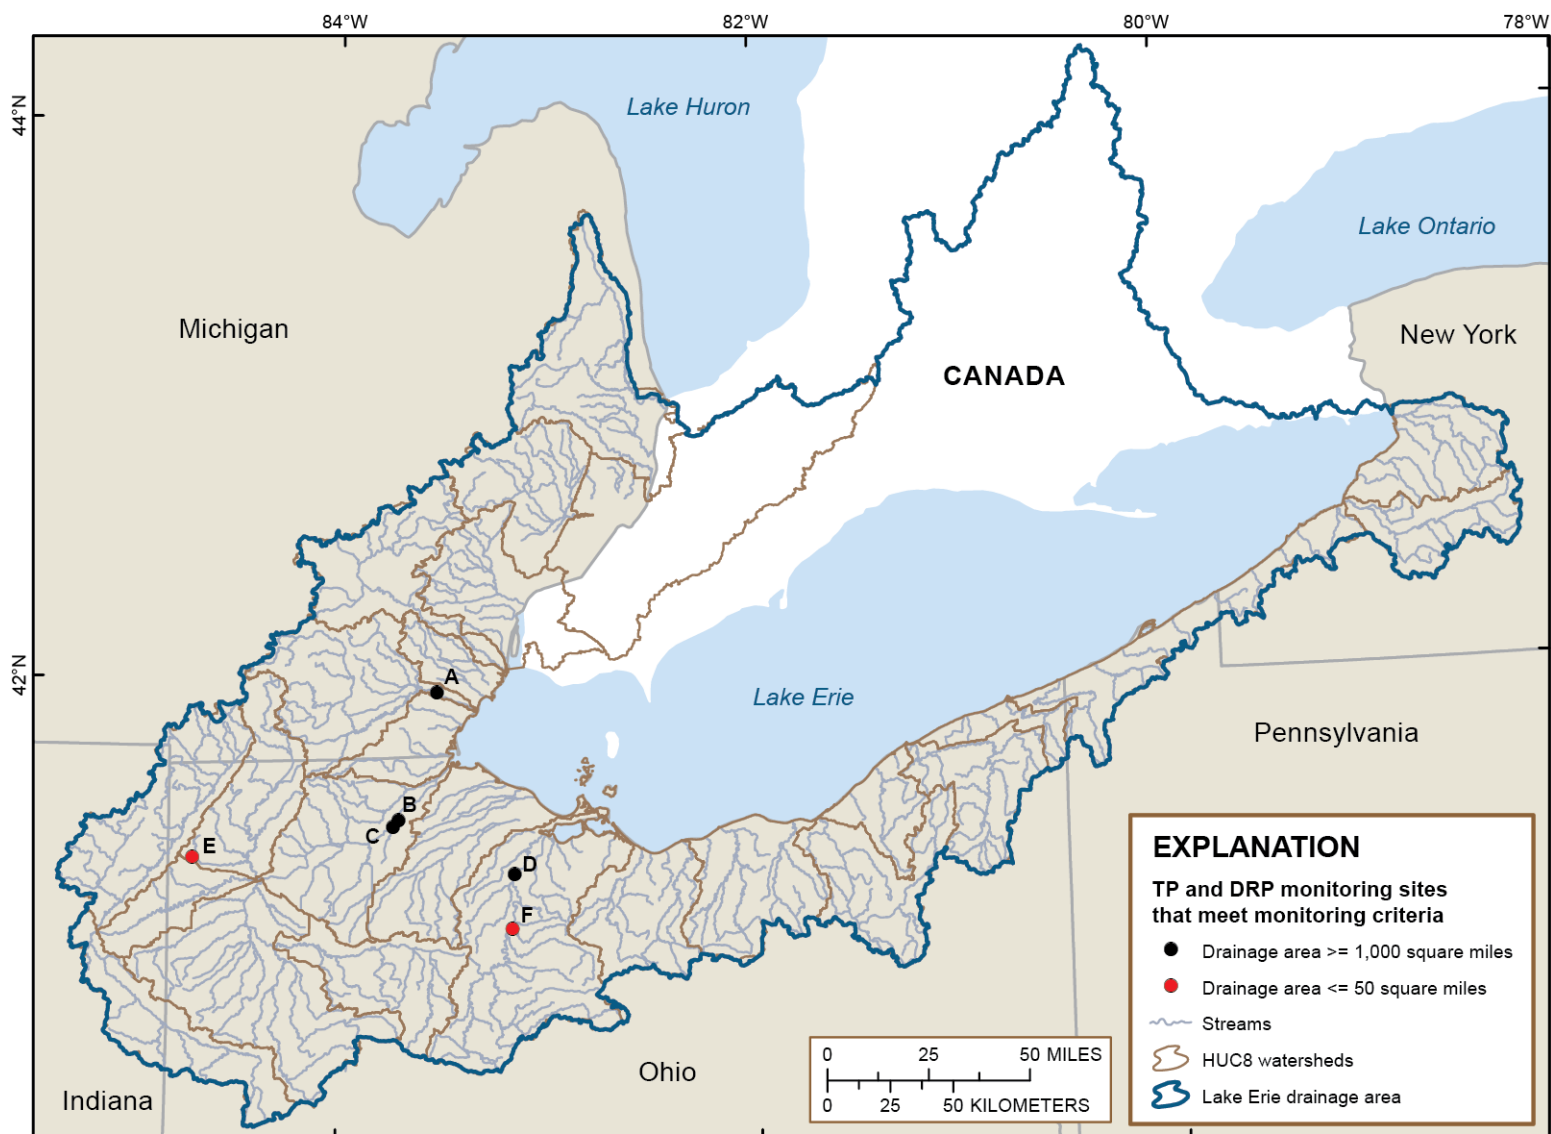 84°W
82°W
80°W
78°W
44°N
Lake Huron
Lake Ontario
Michigan
New York
CANADA
42°N
A
Lake Erie
Pennsylvania
B
C
E
D
F
EXPLANATION
TP and DRP monitoring sites
that meet monitoring criteria
Drainage area >= 1,000 square miles
Drainage area <= 50 square miles
Streams
HUC8 watersheds
Lake Erie drainage area
0 25 50 MILES
0 25 50 KILOMETERS
Ohio
Indiana